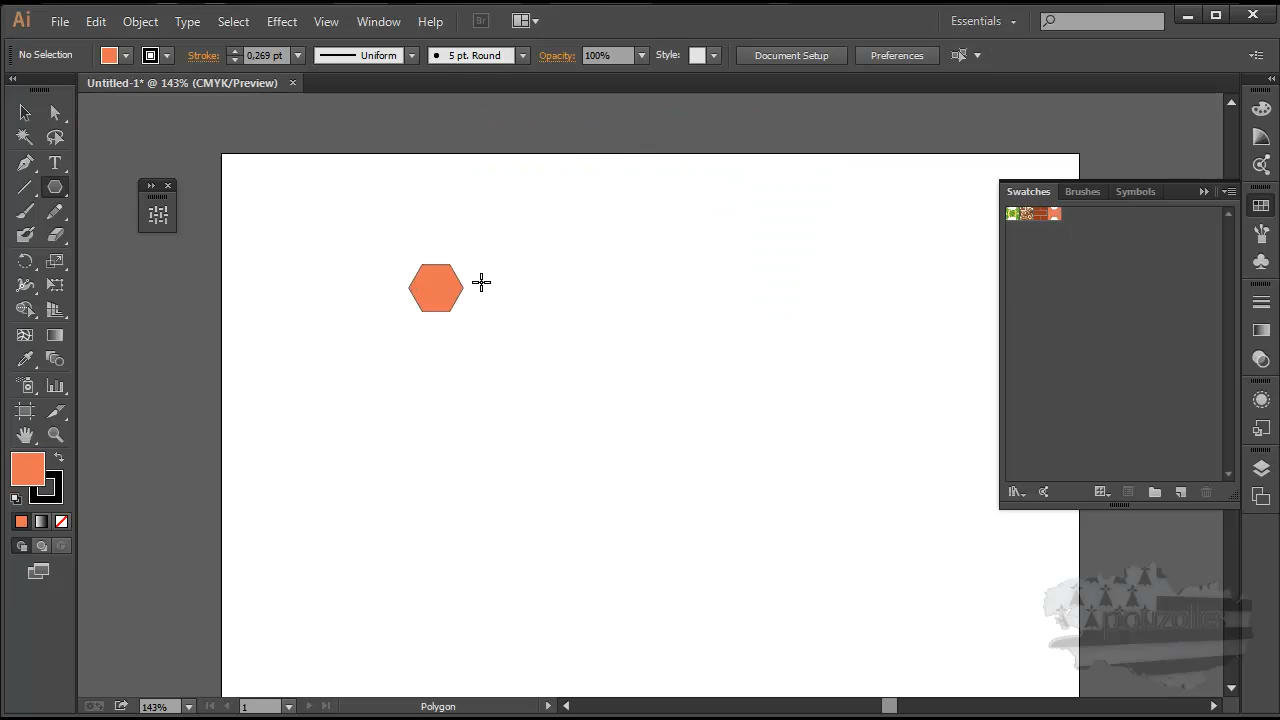 Ai File Edit Object Type Select Effect View Window Help Br Essentials
No Selection Stroke: 0,269 pt Uniform 5 pt. Round Opacity: 100% Style: Document Setup Preferences
Untitled-1* @ 143% (CMYK/Preview) ×
Swatches Brushes Symbols
T
143% 1 Polygon